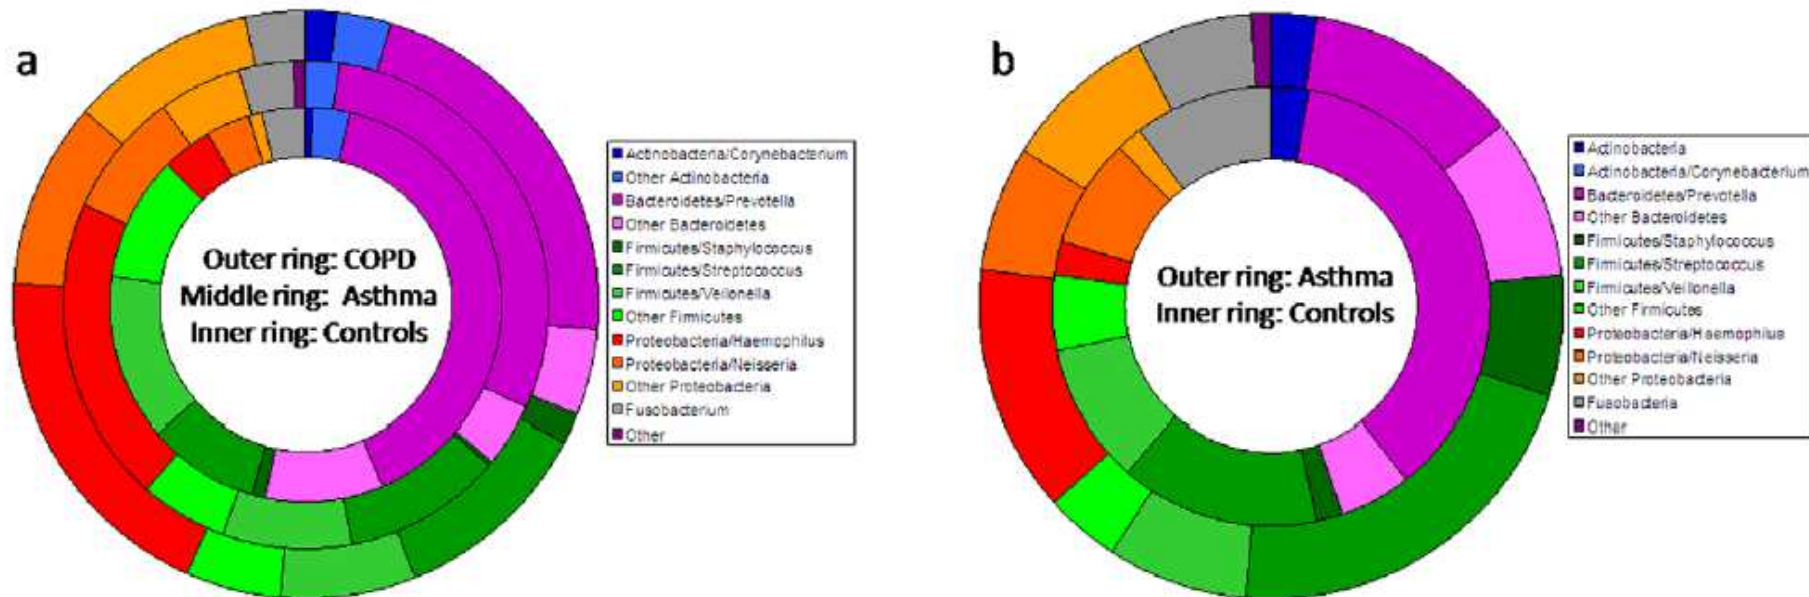 a
Outer ring: COPD
Middle ring: Asthma
Inner ring: Controls
Actinobacteria/Corynebacterium
Other Actinobacteria
Bacteroidetes/Prevotella
Other Bacteroidetes
Firmicutes/Staphylococcus
Firmicutes/Streptococcus
Firmicutes/Veilonella
Other Firmicutes
Proteobacteria/Haemophilus
Proteobacteria/Neisseria
Other Proteobacteria
Fusobacterium
Other
b
Outer ring: Asthma
Inner ring: Controls
Actinobacteria
Actinobacteria/Corynebacterium
Bacteroidetes/Prevotella
Other Bacteroidetes
Firmicutes/Staphylococcus
Firmicutes/Streptococcus
Firmicutes/Veilonella
Other Firmicutes
Proteobacteria/Haemophilus
Proteobacteria/Neisseria
Other Proteobacteria
Fusobacteria
Other